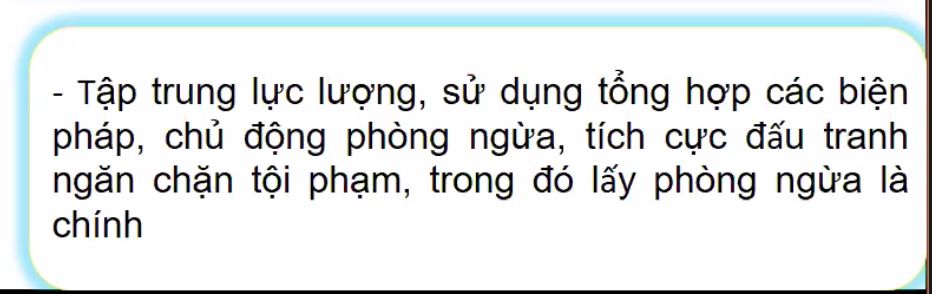 - Tập trung lực lượng, sử dụng tổng hợp các biện
pháp, chủ động phòng ngừa, tích cực đấu tranh
ngăn chặn tội phạm, trong đó lấy phòng ngừa là
chính